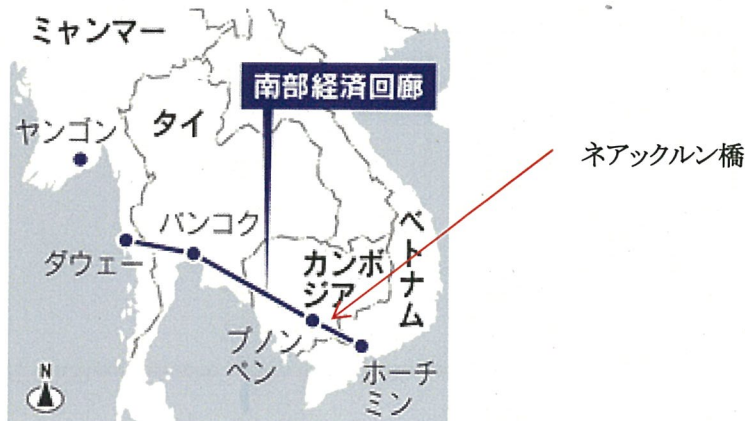 ミャンマー
南部経済回廊
タイ
ヤンゴン
ネアックルン橋
バンコク
ベトナム
ダウェー
カンボ
ジア
プノン
ペン
ホーチ
ミン
N